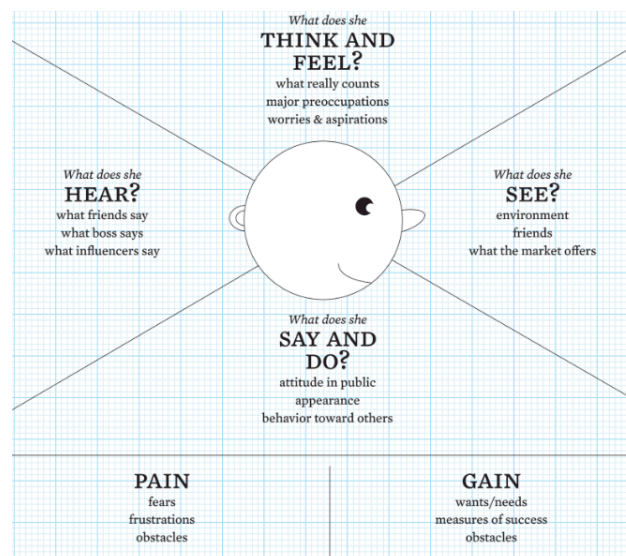 What does she
THINK AND
FEEL?
what really counts
major preoccupations
worries & aspirations
What does she
HEAR?
what friends say
what boss says
what influencers say
What does she
SEE?
environment
friends
what the market offers
What does she
SAY AND
DO?
attitude in public
appearance
behavior toward others
PAIN
fears
frustrations
obstacles
GAIN
wants/needs
measures of success
obstacles